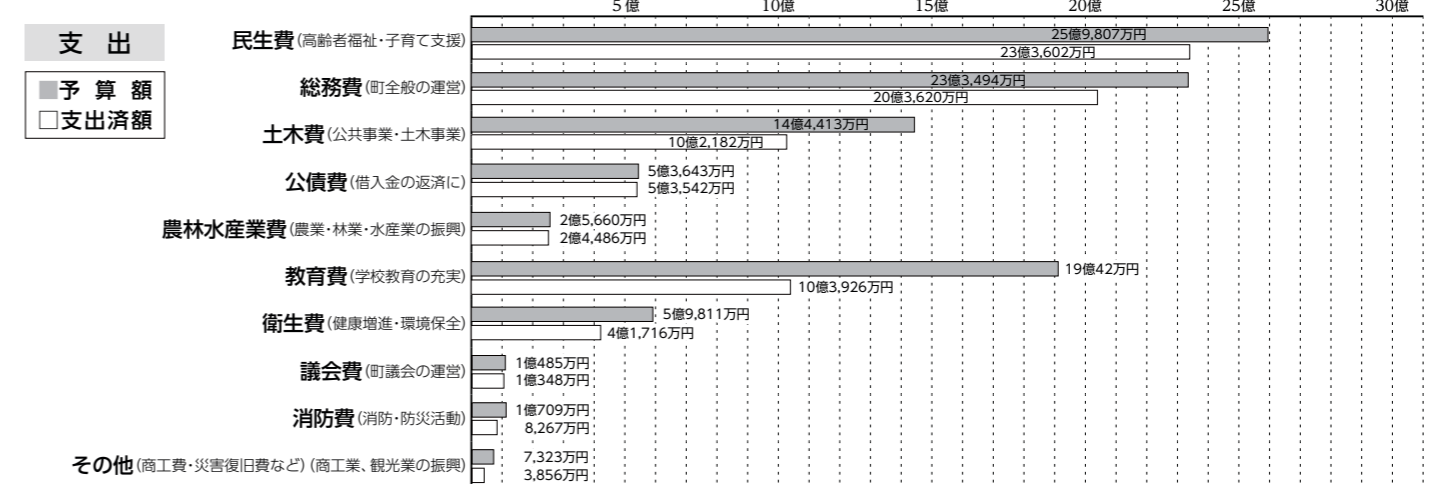 5億 10億 15億 20億 25億 30億
支出
■予算額
□支出済額
民生費(高齢者福祉・子育て支援) 25億9,807万円
23億3,602万円
総務費(町全般の運営) 23億3,494万円
20億3,620万円
土木費(公共事業・土木事業) 14億4,413万円
10億2,182万円
公債費(借入金の返済に) 5億3,643万円
5億3,542万円
農林水産業費(農業・林業・水産業の振興) 2億5,660万円
2億4,486万円
教育費(学校教育の充実) 19億42万円
10億3,926万円
衛生費(健康増進・環境保全) 5億9,811万円
4億1,716万円
議会費(町議会の運営) 1億485万円
1億348万円
消防費(消防・防災活動) 1億709万円
8,267万円
その他(商工費・災害復旧費など)(商工業、観光業の振興) 7,323万円
3,856万円